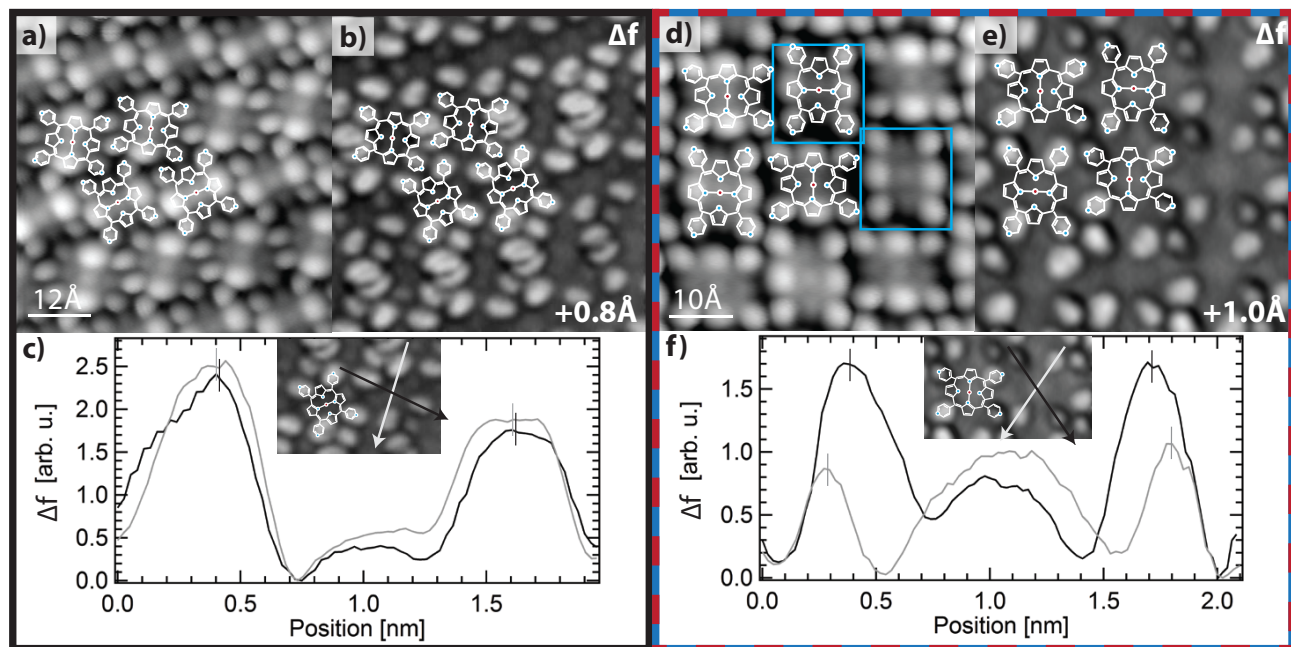 a)
12Å
b)
Δf
+0.8Å
c)
Δf [arb. u.]
2.5
2.0
1.5
1.0
0.5
0.0
0.0
0.5
1.0
1.5
Position [nm]
d)
10Å
e)
Δf
+1.0Å
f)
Δf [arb. u.]
1.5
1.0
0.5
0.0
0.0
0.5
1.0
1.5
2.0
Position [nm]